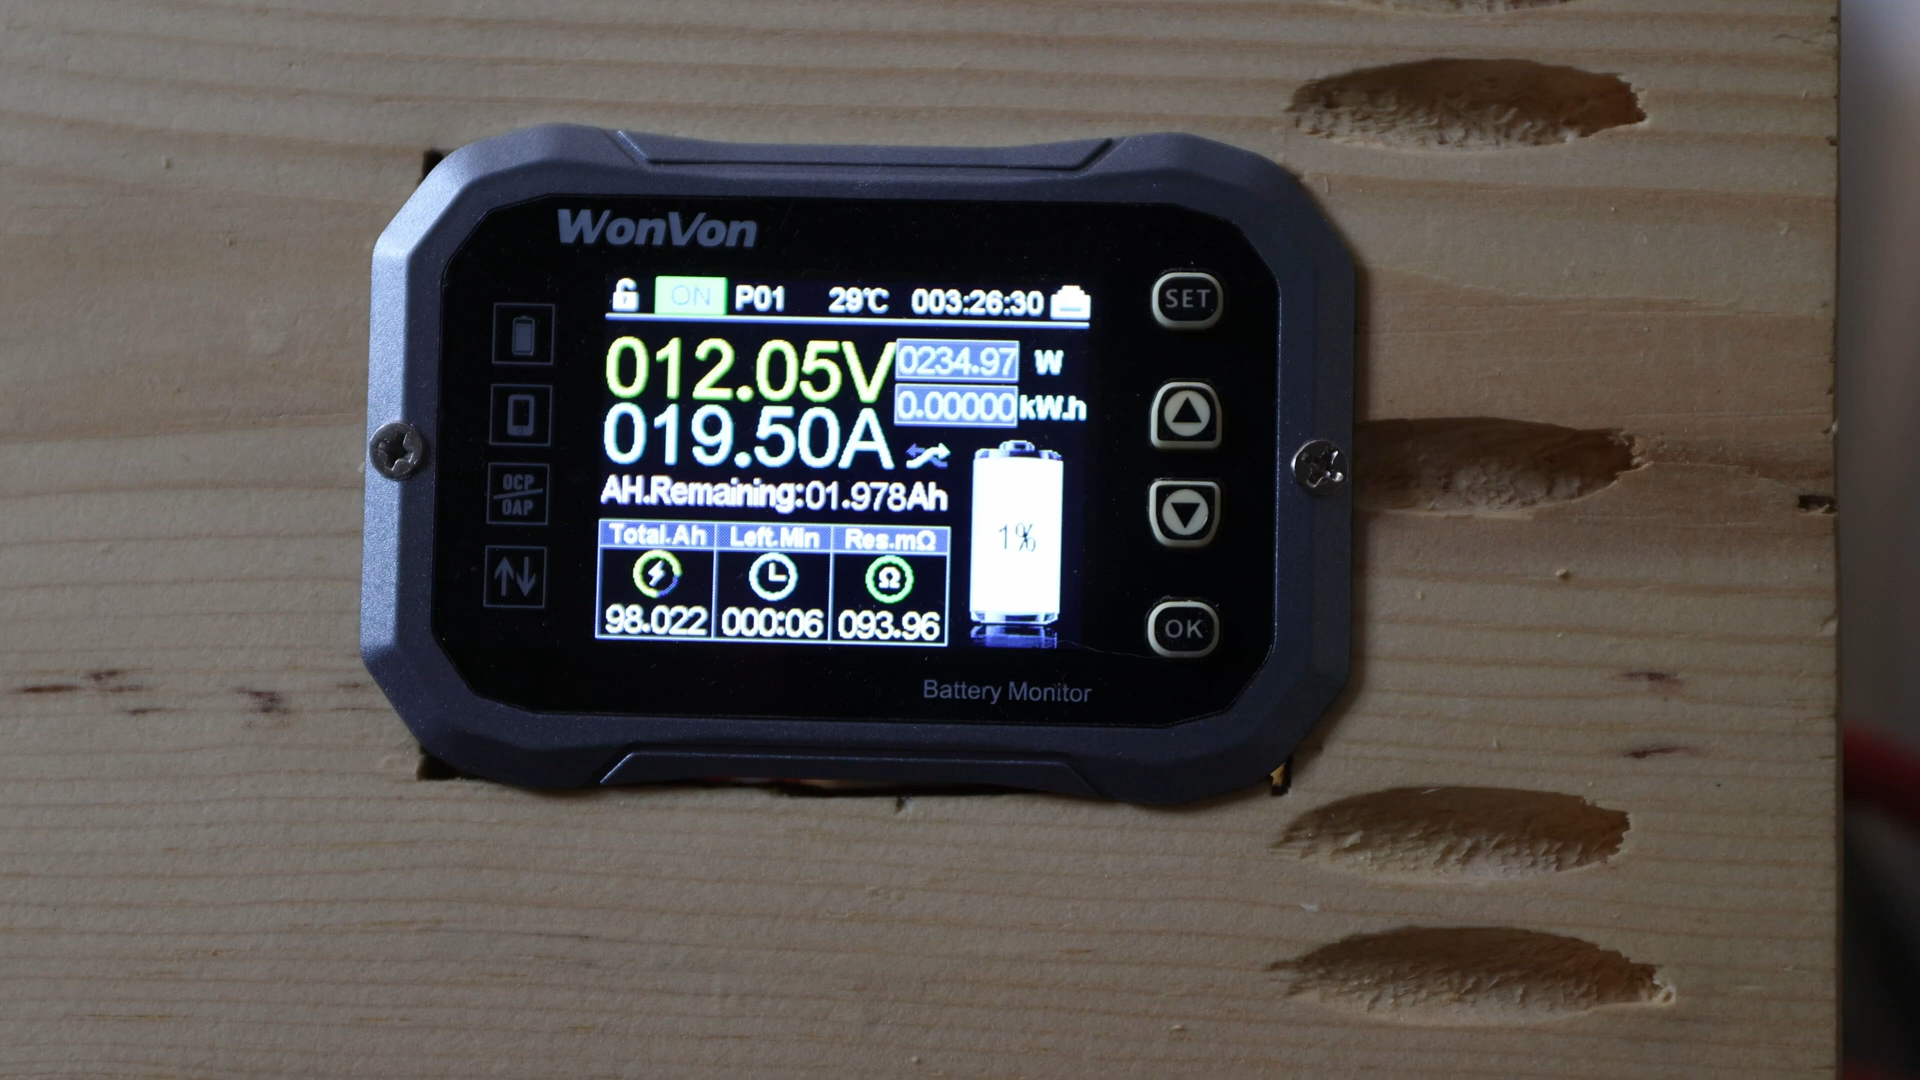 WonVon
ON P01 29℃ 003:26:30
012.05V 0234.97 W
0.00000 kW.h
019.50A
AH.Remaining:01.978Ah
1%
Total.Ah Left.Min Res.mΩ
Ω
98.022 000:06 093.96
Battery Monitor
OCP
OAP
SET
OK